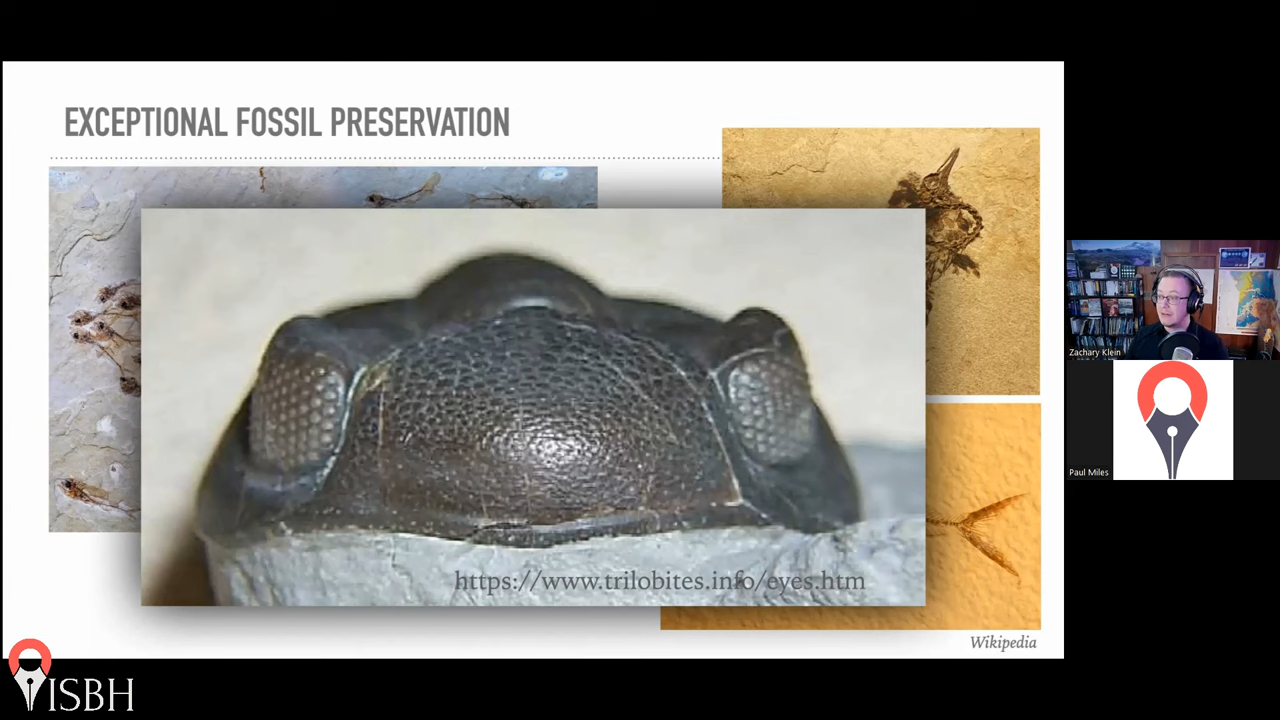 EXCEPTIONAL FOSSIL PRESERVATION
https://www.trilobites.info/eyes.htm
Wikipedia
Zachary Klein
Paul Miles
ISBH